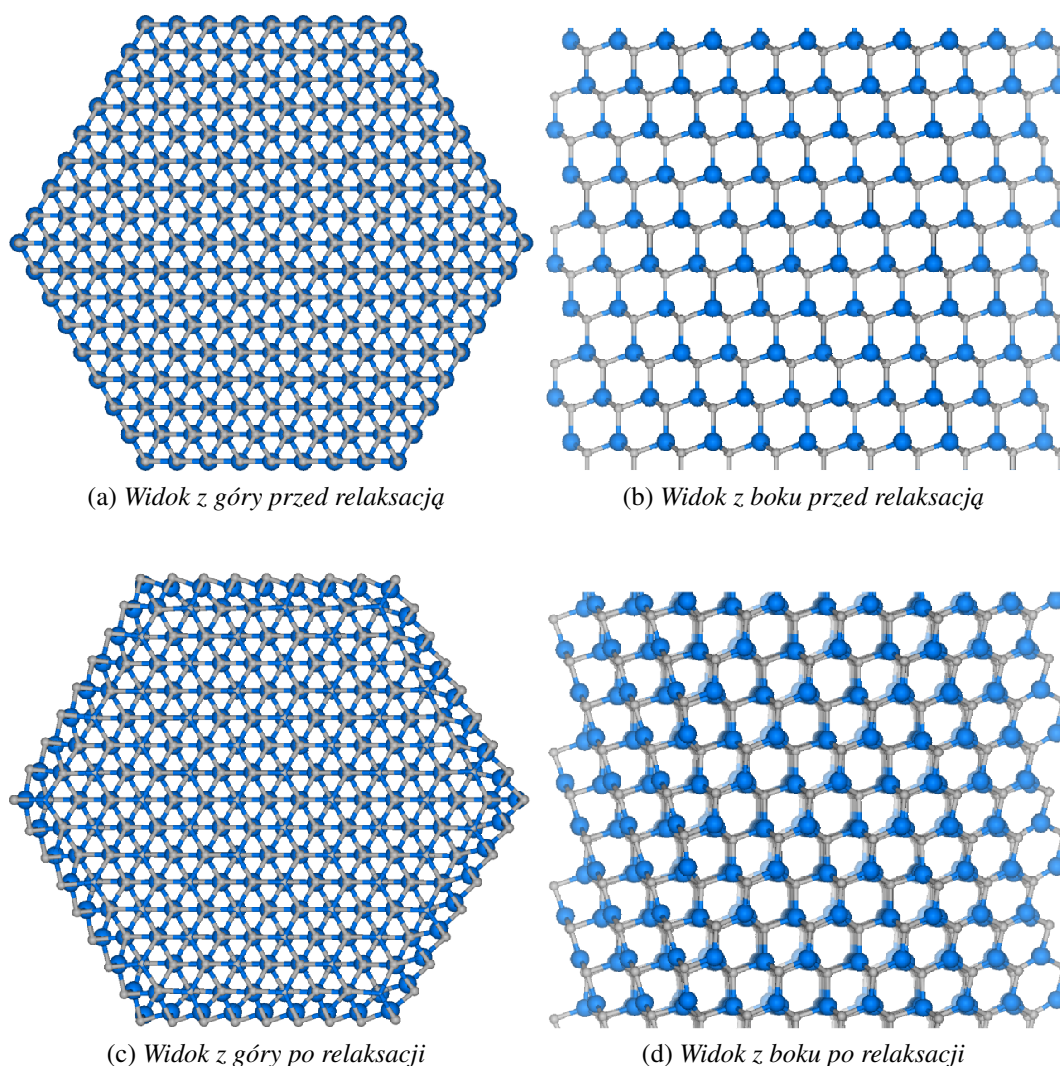 (a) Widok z góry przed relaksacją
(b) Widok z boku przed relaksacją
(c) Widok z góry po relaksacji
(d) Widok z boku po relaksacji